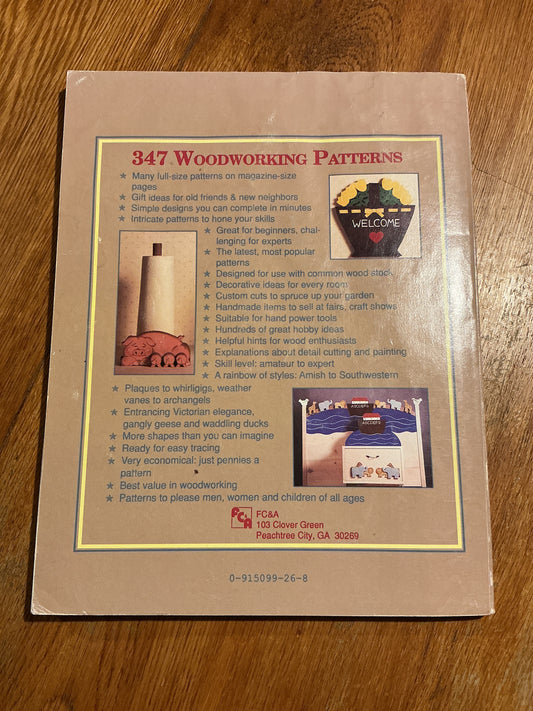 347 WOODWORKING PATTERNS
★ Many full-size patterns on magazine-size
pages
★ Gift ideas for old friends & new neighbors
★ Simple designs you can complete in minutes
★ Intricate patterns to hone your skills
★ Great for beginners, chal-
lenging for experts
★ The latest, most popular
patterns
★ Designed for use with common wood stock
★ Decorative ideas for every room
★ Custom cuts to spruce up your garden
★ Handmade items to sell at fairs, craft shows
★ Suitable for hand power tools
★ Hundreds of great hobby ideas
★ Helpful hints for wood enthusiasts
★ Explanations about detail cutting and painting
★ Skill level: amateur to expert
★ A rainbow of styles: Amish to Southwestern
WELCOME
★ Plaques to whirligigs, weather
vanes to archangels
★ Entrancing Victorian elegance,
gangly geese and waddling ducks
★ More shapes than you can imagine
★ Ready for easy tracing
★ Very economical: just pennies a
pattern
★ Best value in woodworking
★ Patterns to please men, women and children of all ages
ABCDEFG
FC&A
FC&A
103 Clover Green
Peachtree City, GA 30269
0-915099-26-8